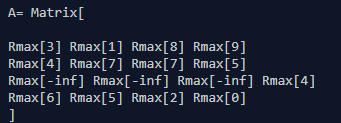 A= Matrix[
Rmax[3] Rmax[1] Rmax[8] Rmax[9]
Rmax[4] Rmax[7] Rmax[7] Rmax[5]
Rmax[-inf] Rmax[-inf] Rmax[-inf] Rmax[4]
Rmax[6] Rmax[5] Rmax[2] Rmax[0]
]